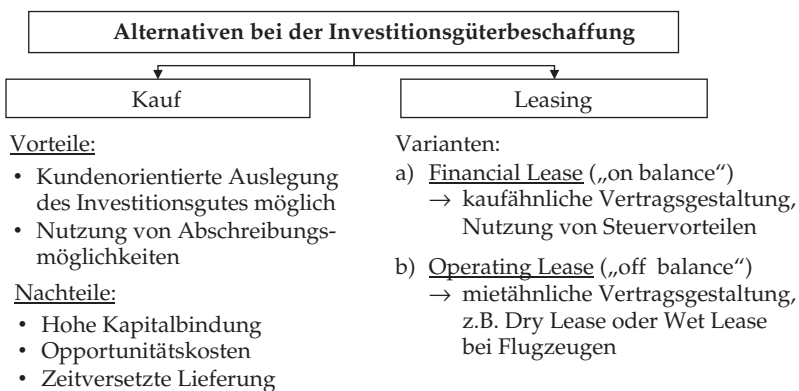 Alternativen bei der Investitionsgüterbeschaffung
Kauf
Vorteile:
• Kundenorientierte Auslegung
des Investitionsgutes möglich
• Nutzung von Abschreibungs-
möglichkeiten
Nachteile:
• Hohe Kapitalbindung
• Opportunitätskosten
• Zeitversetzte Lieferung
Leasing
Varianten:
a) Financial Lease („on balance“)
→ kaufähnliche Vertragsgestaltung,
Nutzung von Steuervorteilen
b) Operating Lease („off balance“)
→ mietähnliche Vertragsgestaltung,
z.B. Dry Lease oder Wet Lease
bei Flugzeugen